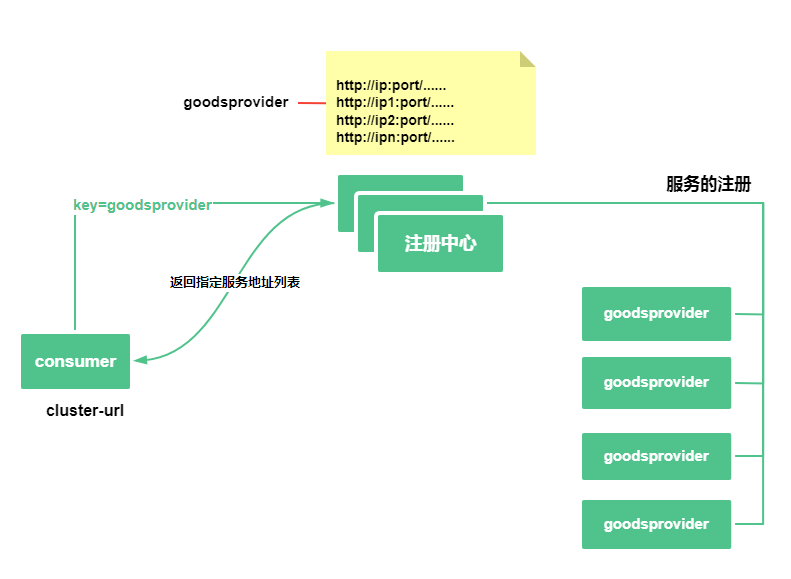 http://ip:port/......
goodsprovider
http://ip1:port/......
http://ip2:port/......
http://ipn:port/......
服务的注册
key=goodsprovider
注册中心
返回指定服务地址列表
goodsprovider
consumer
goodsprovider
cluster-url
goodsprovider
goodsprovider